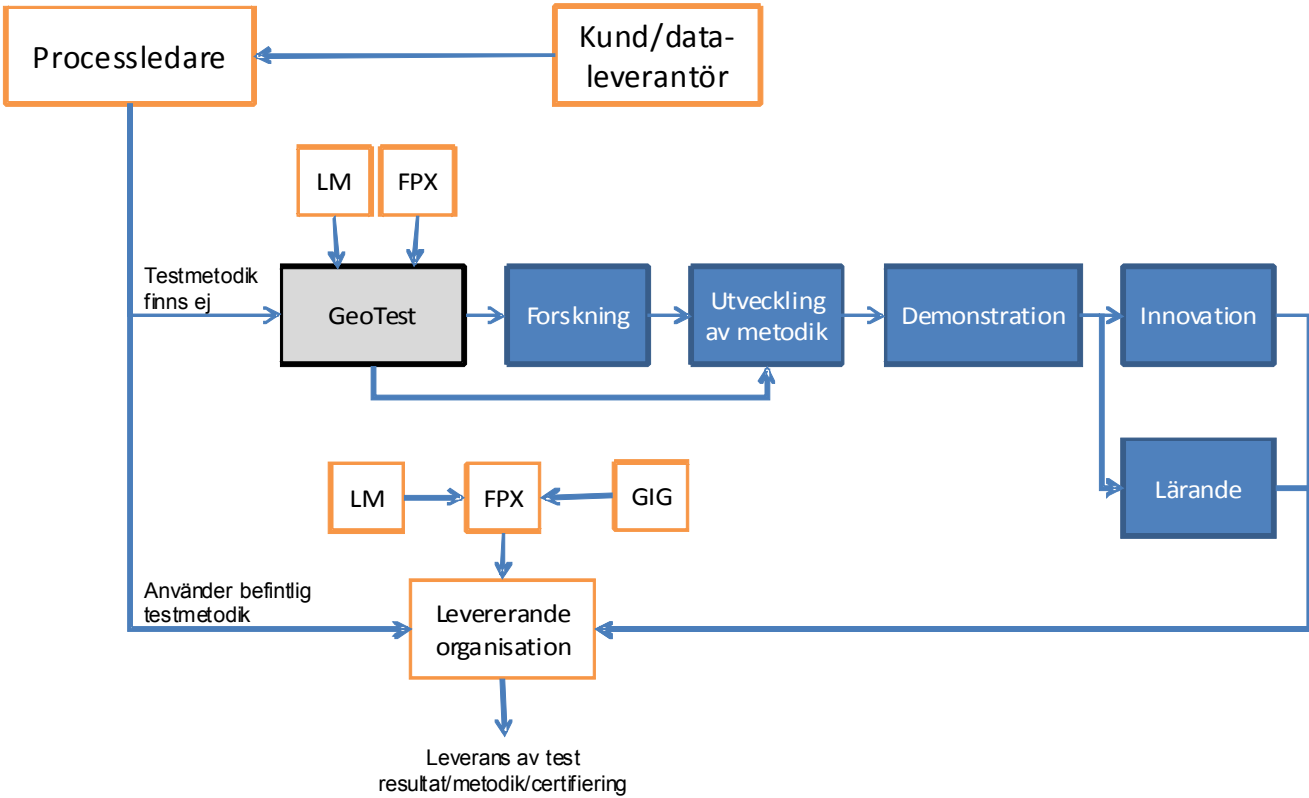 Processledare
Kund/data-
leverantör
LM
FPX
Testmetodik
finns ej
GeoTest
Forskning
Utveckling
av metodik
Demonstration
Innovation
LM
FPX
GIG
Lärande
Använder befintlig
testmetodik
Levererande
organisation
Leverans av test
resultat/metodik/certifiering